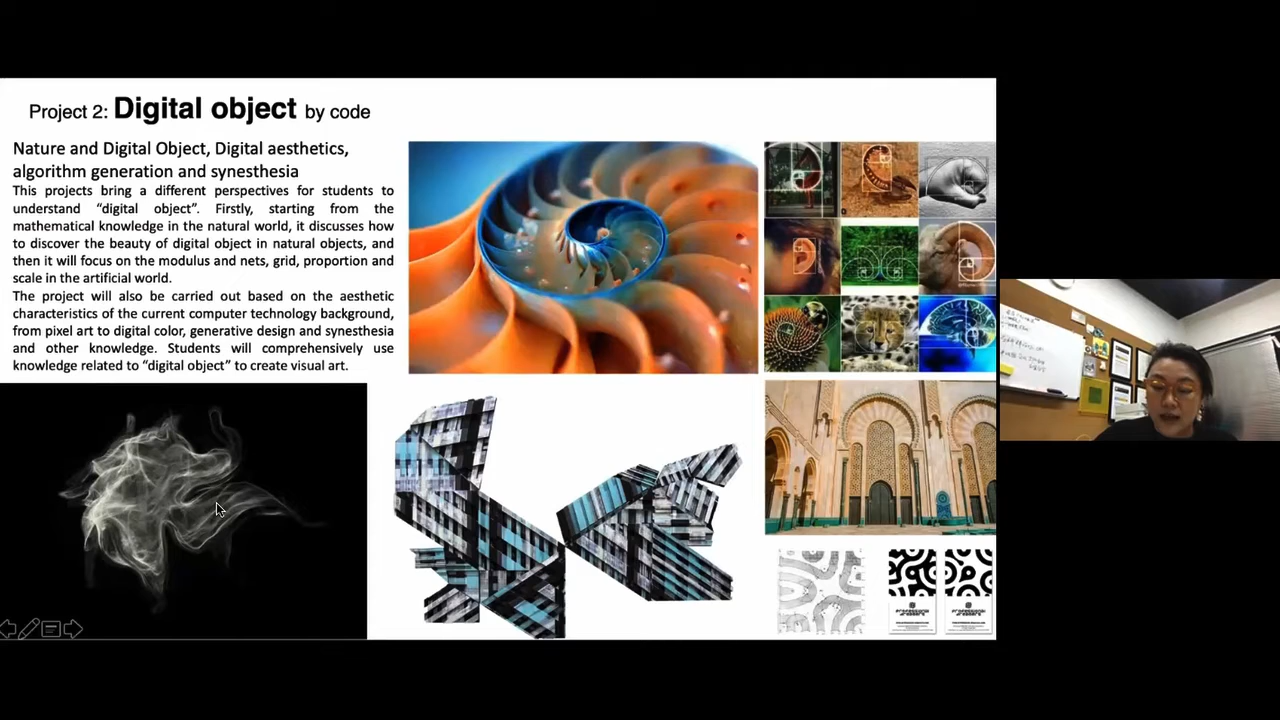 Project 2: Digital object by code
Nature and Digital Object, Digital aesthetics,
algorithm generation and synesthesia
This projects bring a different perspectives for students to
understand “digital object”. Firstly, starting from the
mathematical knowledge in the natural world, it discusses how
to discover the beauty of digital object in natural objects, and
then it will focus on the modulus and nets, grid, proportion and
scale in the artificial world.
The project will also be carried out based on the aesthetic
characteristics of the current computer technology background,
from pixel art to digital color, generative design and synesthesia
and other knowledge. Students will comprehensively use
knowledge related to “digital object” to create visual art.